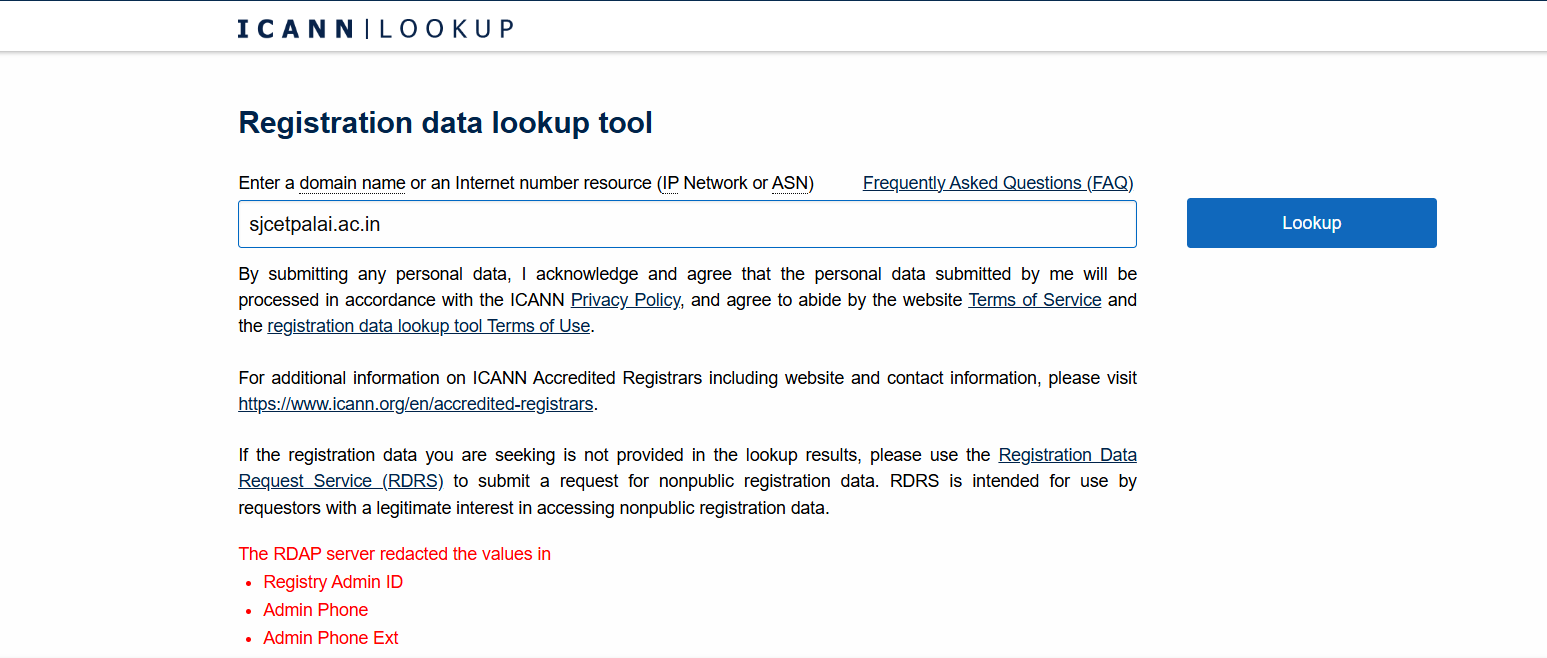 ICANN|LOOKUP
Registration data lookup tool
Enter a domain name or an Internet number resource (IP Network or ASN) Frequently Asked Questions (FAQ)
sjcetpalai.ac.in Lookup
By submitting any personal data, I acknowledge and agree that the personal data submitted by me will be
processed in accordance with the ICANN Privacy Policy, and agree to abide by the website Terms of Service and
the registration data lookup tool Terms of Use.
For additional information on ICANN Accredited Registrars including website and contact information, please visit
https://www.icann.org/en/accredited-registrars.
If the registration data you are seeking is not provided in the lookup results, please use the Registration Data
Request Service (RDRS) to submit a request for nonpublic registration data. RDRS is intended for use by
requestors with a legitimate interest in accessing nonpublic registration data.
The RDAP server redacted the values in
• Registry Admin ID
• Admin Phone
• Admin Phone Ext